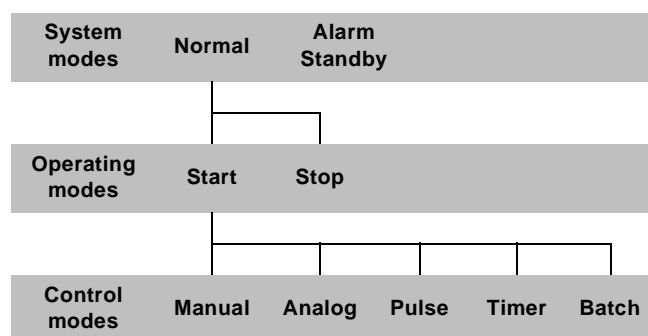 System modes
Normal
Alarm
Standby
Operating modes
Start
Stop
Control modes
Manual
Analog
Pulse
Timer
Batch